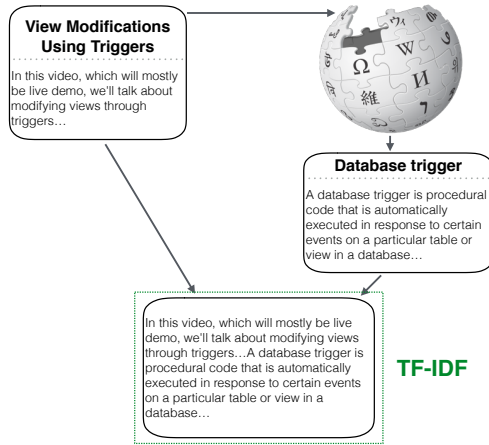 View Modifications
Using Triggers
In this video, which will mostly
be live demo, we'll talk about
modifying views through
triggers…
Ω
W
維
И
ウィ
7
Database trigger
A database trigger is procedural
code that is automatically
executed in response to certain
events on a particular table or
view in a database…
In this video, which will mostly be live
demo, we'll talk about modifying views
through triggers…A database trigger is
procedural code that is automatically
executed in response to certain events
on a particular table or view in a
database…
TF-IDF